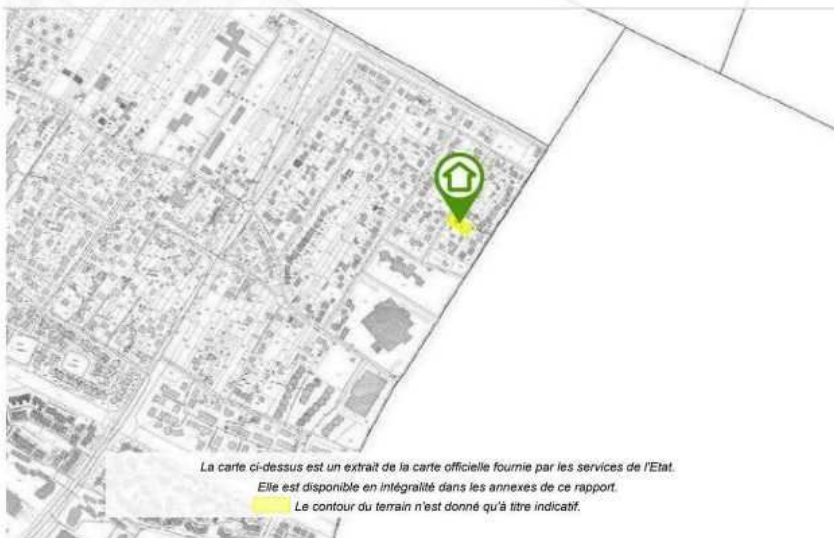 La carte ci-dessus est un extrait de la carte officielle fournie par les services de l'Etat.
Elle est disponible en intégralité dans les annexes de ce rapport.
Le contour du terrain n'est donné qu'à titre indicatif.